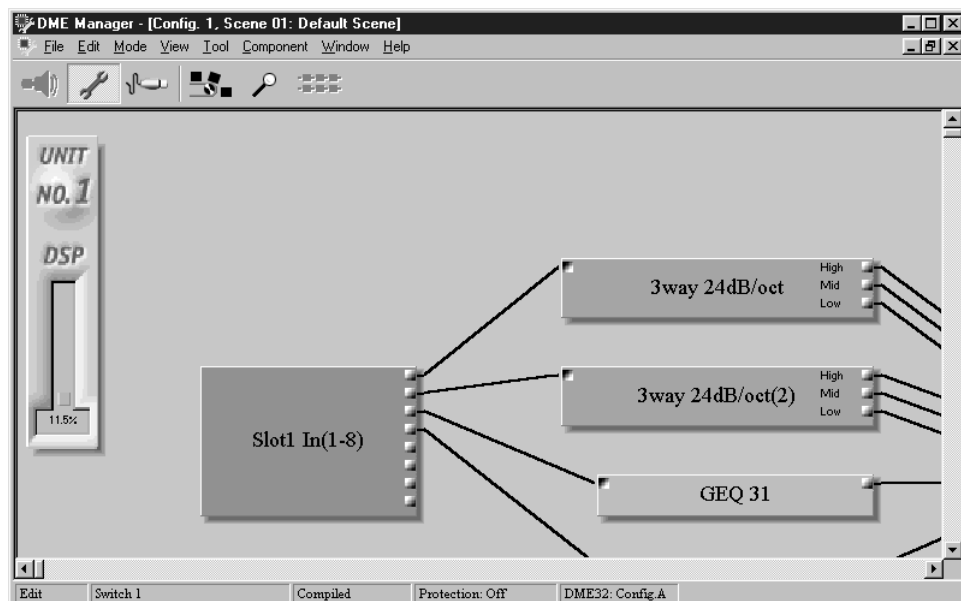 DME Manager - [Config. 1, Scene 01: Default Scene]
File Edit Mode View Tool Component Window Help
UNIT
NO. 1
DSP
11.5%
Slot1 In(1-8)
3way 24dB/oct
High
Mid
Low
3way 24dB/oct(2)
High
Mid
Low
GEQ 31
Edit Switch 1 Compiled Protection: Off DME32: Config.A